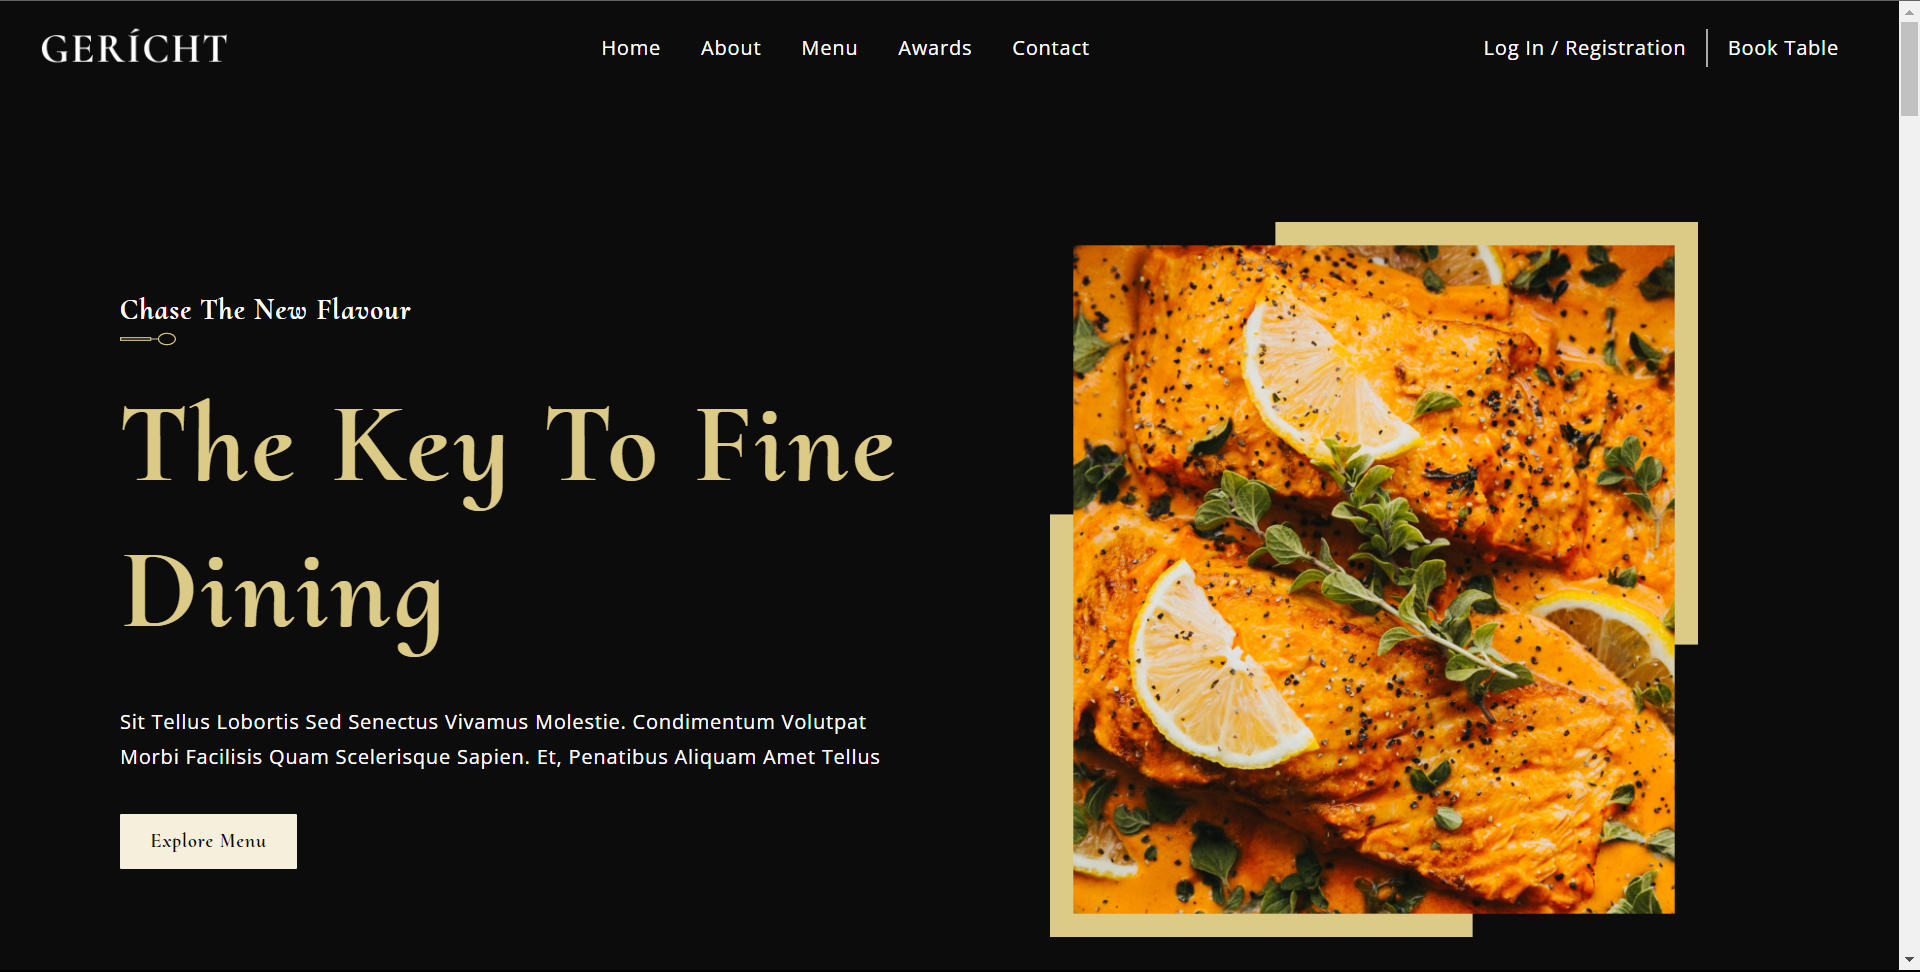 GERÍCHT
Home About Menu Awards Contact
Log In / Registration Book Table
Chase The New Flavour
The Key To Fine
Dining
Sit Tellus Lobortis Sed Senectus Vivamus Molestie. Condimentum Volutpat
Morbi Facilisis Quam Scelerisque Sapien. Et, Penatibus Aliquam Amet Tellus
Explore Menu